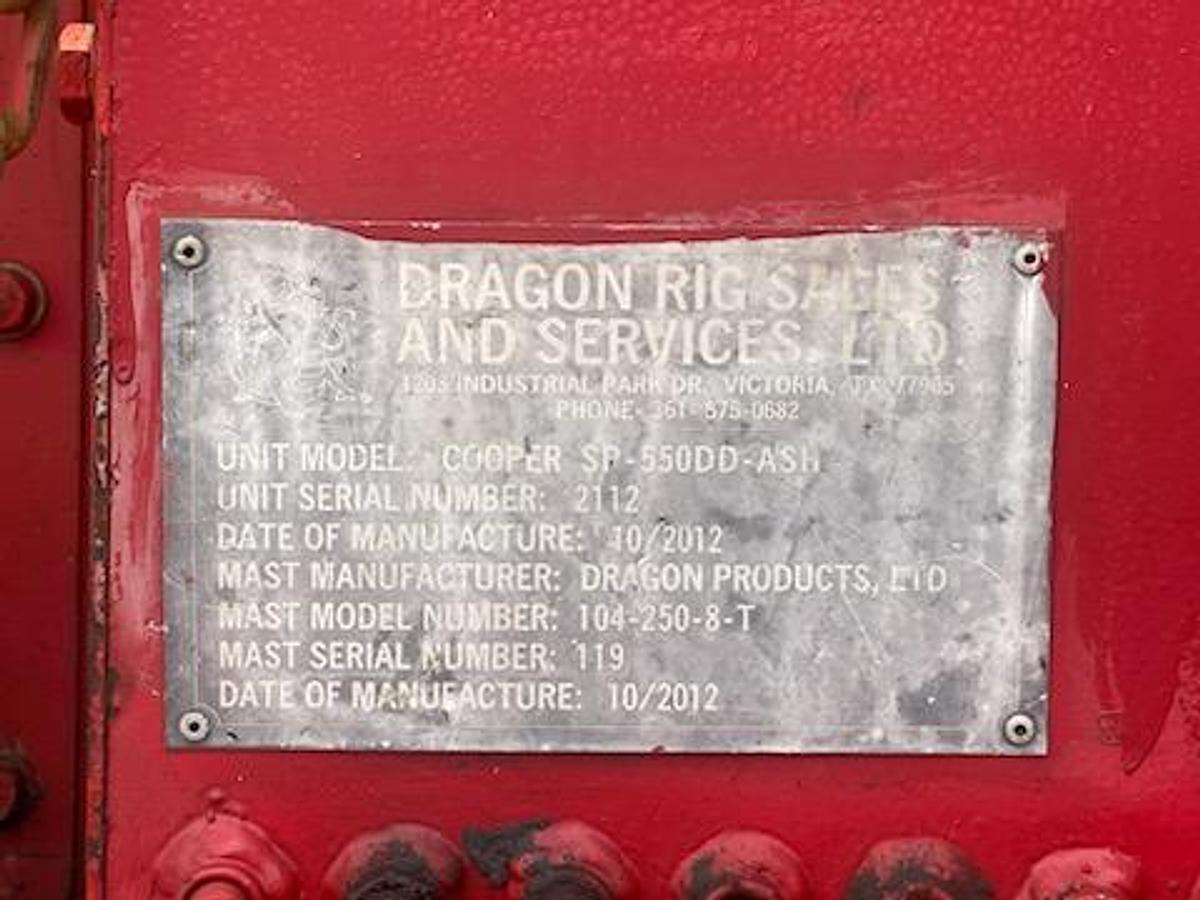 DRAGON RIG SALES
AND SERVICES, LTD.
1203 INDUSTRIAL PARK DR. VICTORIA, TX 77905
PHONE- 361- 575-0682
UNIT MODEL: COOPER SP-550DD-ASH
UNIT SERIAL NUMBER: 2112
DATE OF MANUFACTURE: 10/2012
MAST MANUFACTURER: DRAGON PRODUCTS, LTD
MAST MODEL NUMBER: 104-250-8-T
MAST SERIAL NUMBER: 119
DATE OF MANUFACTURE: 10/2012